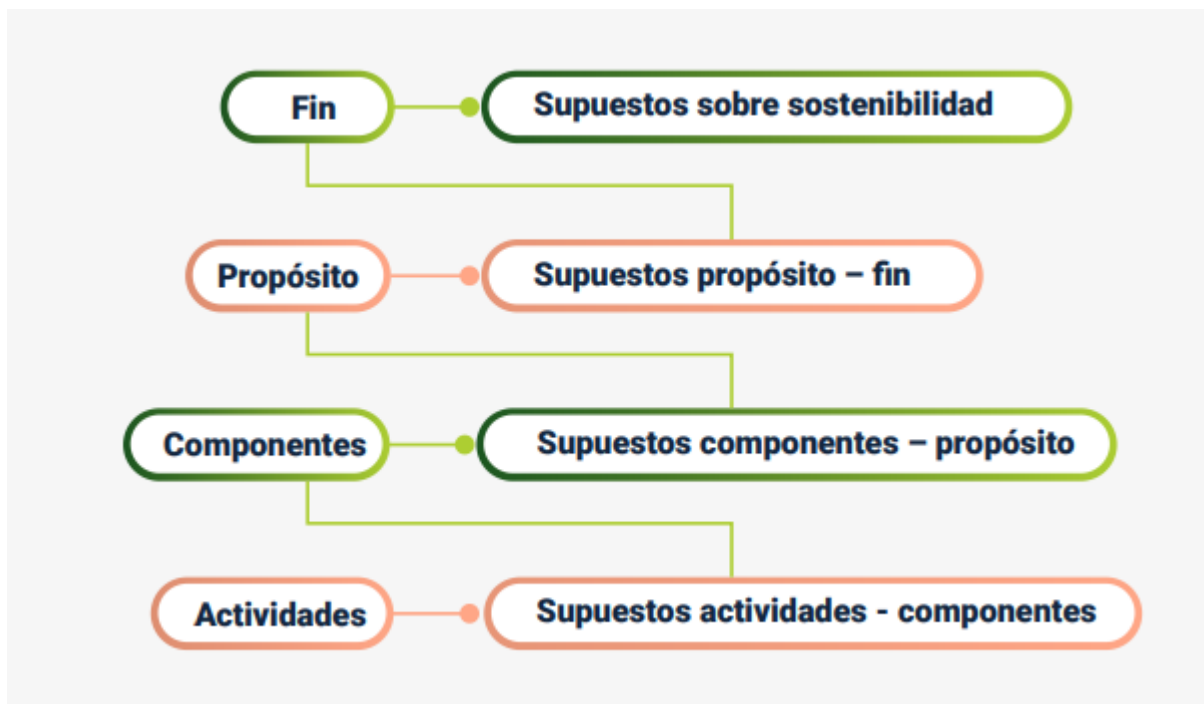 Fin
Supuestos sobre sostenibilidad
Propósito
Supuestos propósito – fin
Componentes
Supuestos componentes – propósito
Actividades
Supuestos actividades - componentes